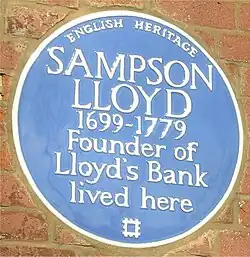 ENGLISH HERITAGE
SAMPSON
LLOYD
1699-1779
Founder of
Lloyd's Bank
lived here